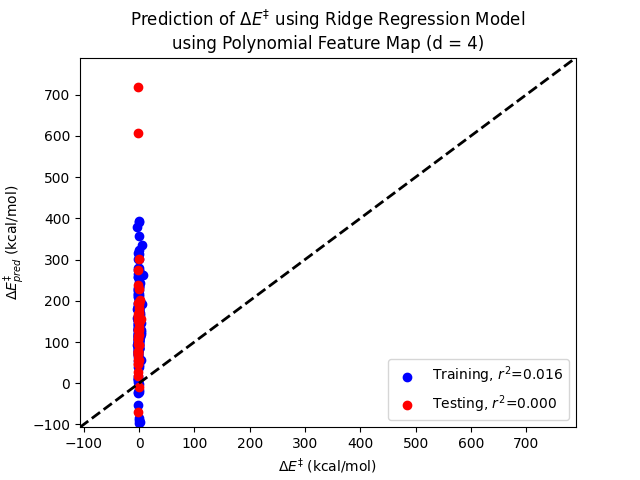 Prediction of ΔE‡ using Ridge Regression Model
using Polynomial Feature Map (d = 4)
ΔE‡pred (kcal/mol)
700
600
500
400
300
200
100
0
−100
Training, r²=0.016
Testing, r²=0.000
−100 0 100 200 300 400 500 600 700
ΔE‡ (kcal/mol)